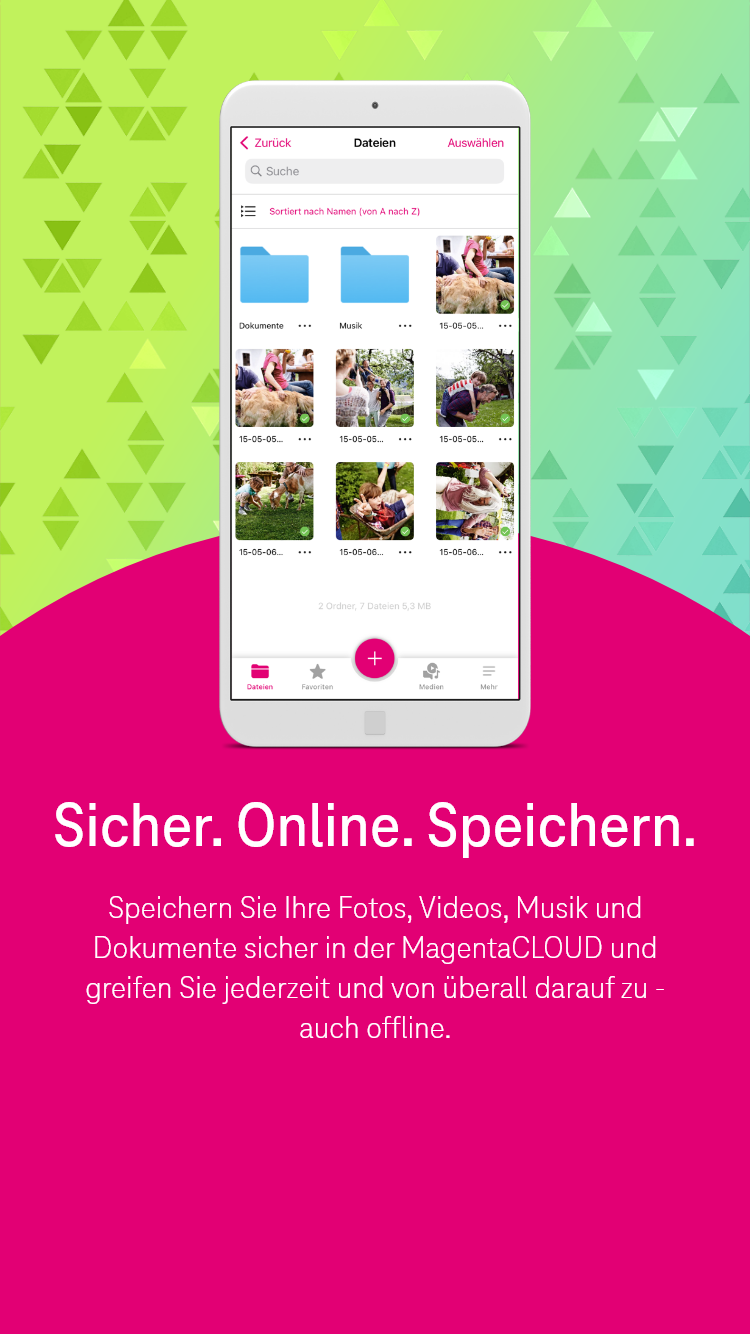 Zurück Dateien Auswählen
Suche
Sortiert nach Namen (von A nach Z)
Dokumente ••• Musik ••• 15-05-05... •••
15-05-05... ••• 15-05-05... ••• 15-05-05... •••
15-05-06... ••• 15-05-06... ••• 15-05-06... •••
2 Ordner, 7 Dateien 5,3 MB
Dateien Favoriten + Medien Mehr
Sicher. Online. Speichern.
Speichern Sie Ihre Fotos, Videos, Musik und
Dokumente sicher in der MagentaCLOUD und
greifen Sie jederzeit und von überall darauf zu -
auch offline.